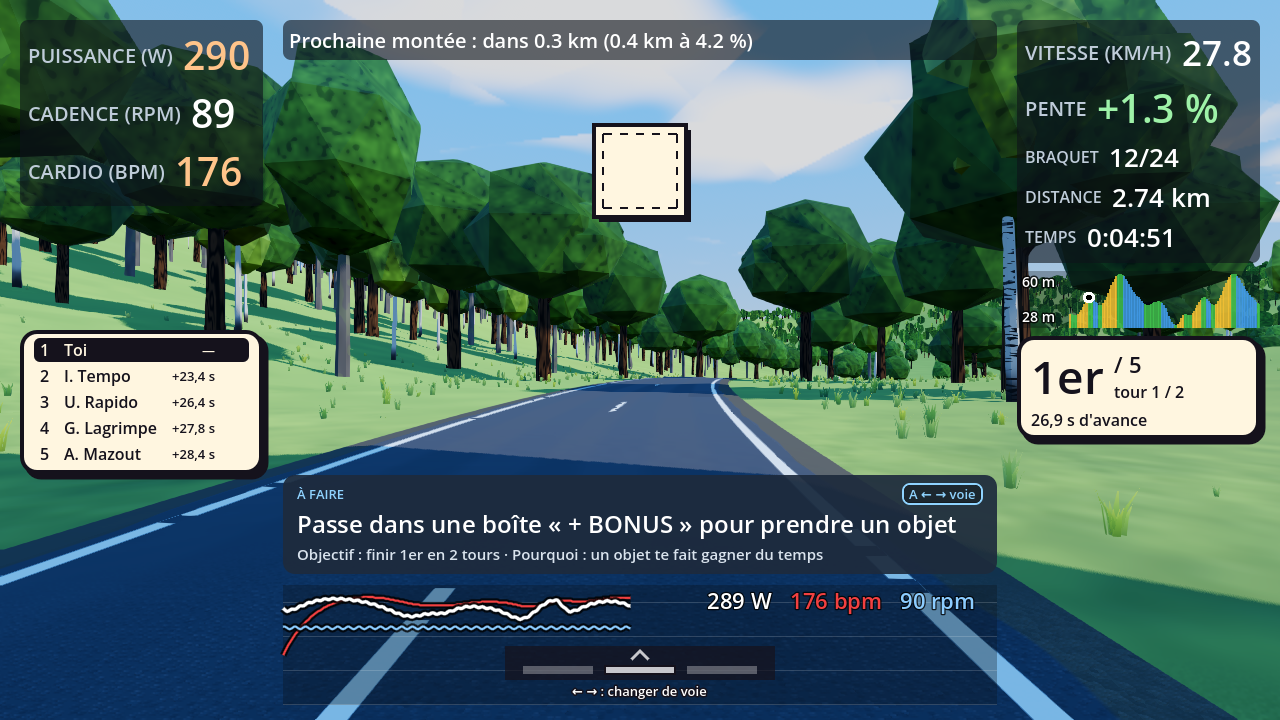 PUISSANCE (W) 290
CADENCE (RPM) 89
CARDIO (BPM) 176
Prochaine montée : dans 0.3 km (0.4 km à 4.2 %)
VITESSE (KM/H) 27.8
PENTE +1.3 %
BRAQUET 12/24
DISTANCE 2.74 km
TEMPS 0:04:51
60 m
28 m
1 Toi —
2 I. Tempo +23,4 s
3 U. Rapido +26,4 s
4 G. Lagrimpe +27,8 s
5 A. Mazout +28,4 s
1er / 5
tour 1 / 2
26,9 s d'avance
À FAIRE
A ← → voie
Passe dans une boîte « + BONUS » pour prendre un objet
Objectif : finir 1er en 2 tours · Pourquoi : un objet te fait gagner du temps
289 W 176 bpm 90 rpm
← → : changer de voie